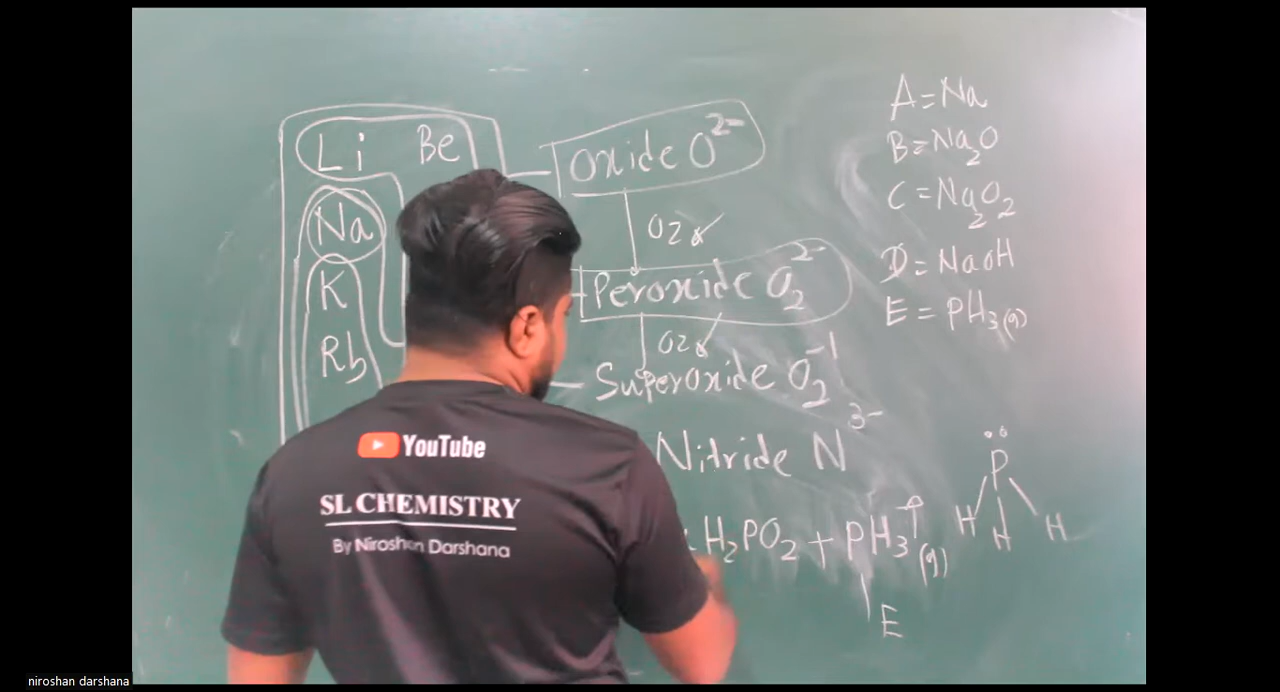 Li Be
Na
K
Rb
Oxide O²⁻
O₂
Peroxide O₂²⁻
O₂
Superoxide O₂⁻¹
Nitride N³⁻
H₂PO₂ + PH₃↑(g)
E
A = Na
B = Na₂O
C = Na₂O₂
D = NaOH
E = PH₃(g)
P
H H H
YouTube
SL CHEMISTRY
By Niroshan Darshana
niroshan darshana